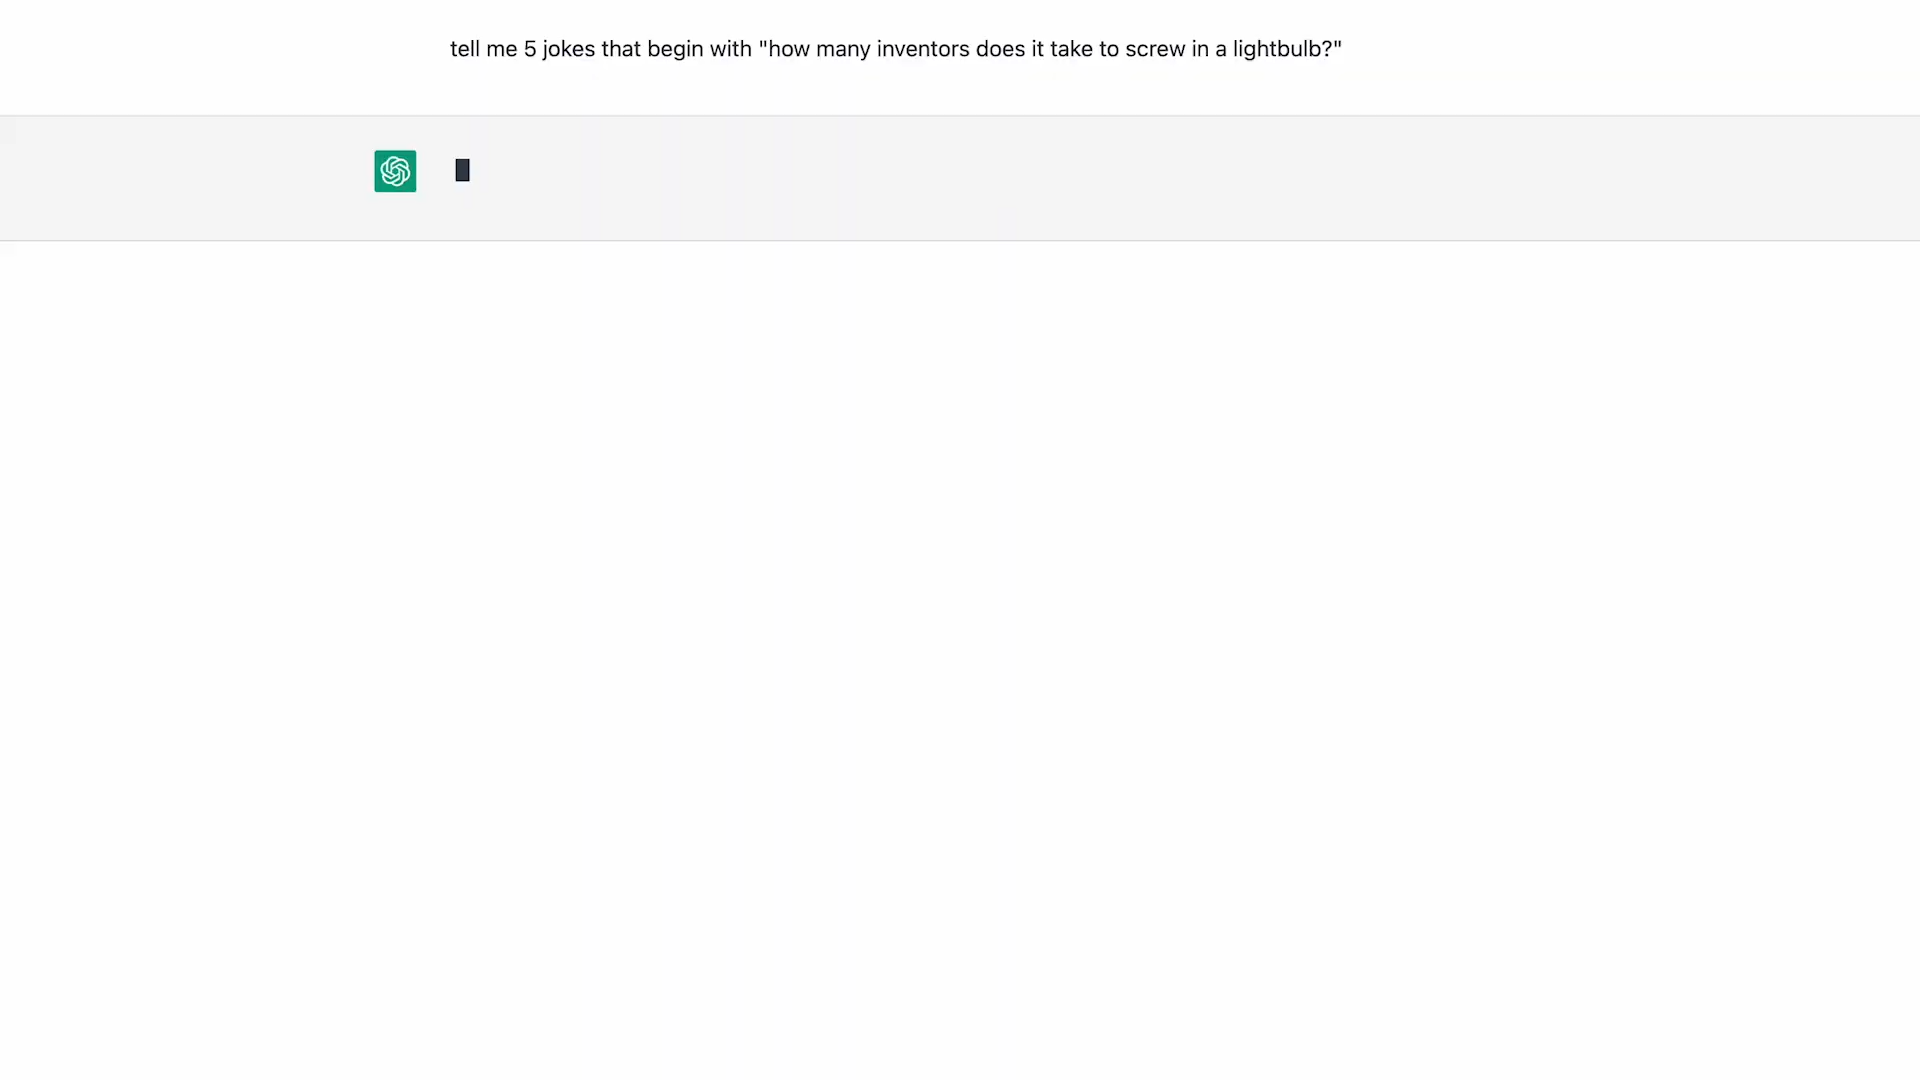 tell me 5 jokes that begin with "how many inventors does it take to screw in a lightbulb?"